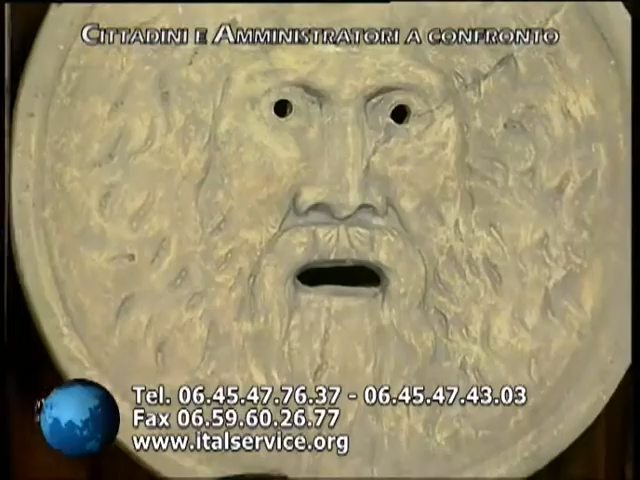 CITTADINI E AMMINISTRATORI A CONFRONTO
Tel. 06.45.47.76.37 - 06.45.47.43.03
Fax 06.59.60.26.77
www.italservice.org